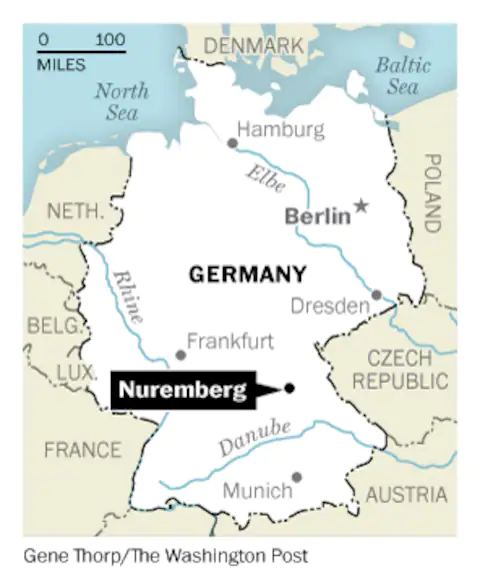 0 100
MILES
DENMARK
North
Sea
Baltic
Sea
Hamburg
Elbe
POLAND
NETH.
Berlin
GERMANY
Rhine
Dresden
BELG.
Frankfurt
LUX.
CZECH
REPUBLIC
Nuremberg
FRANCE
Danube
Munich
AUSTRIA
Gene Thorp/The Washington Post